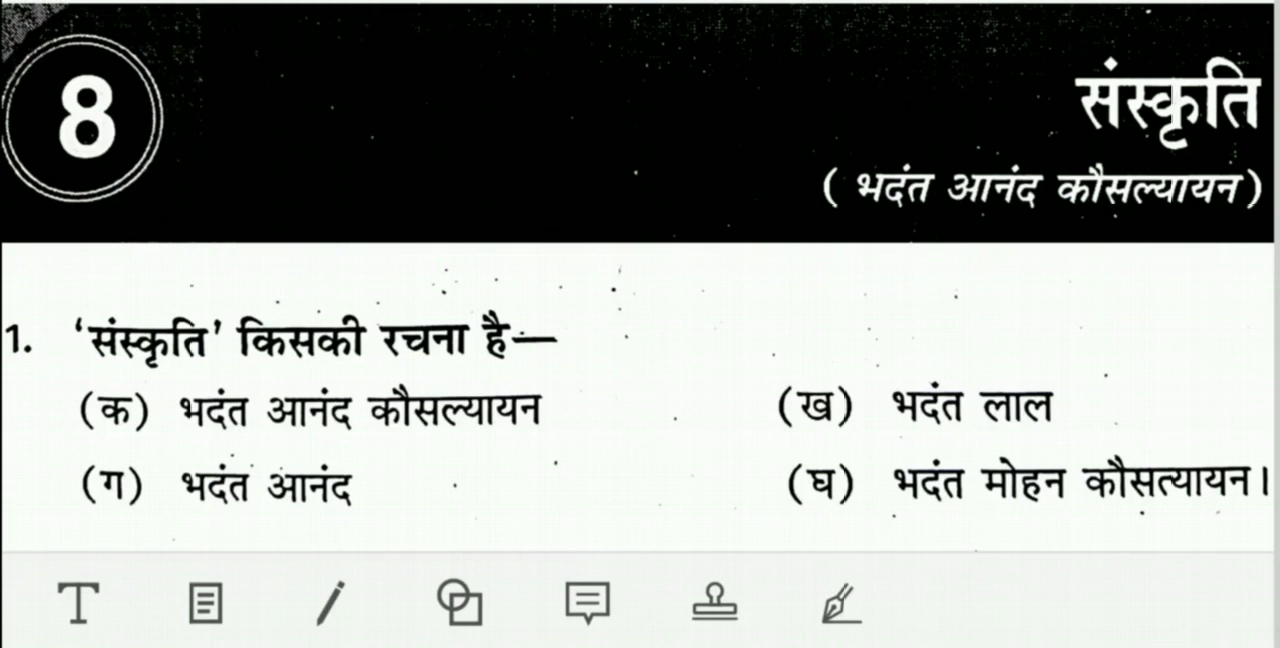 8
संस्कृति
( भदंत आनंद कौसल्यायन )
1. ‘संस्कृति’ किसकी रचना है—
(क) भदंत आनंद कौसल्यायन (ख) भदंत लाल
(ग) भदंत आनंद (घ) भदंत मोहन कौसत्यायन।
T